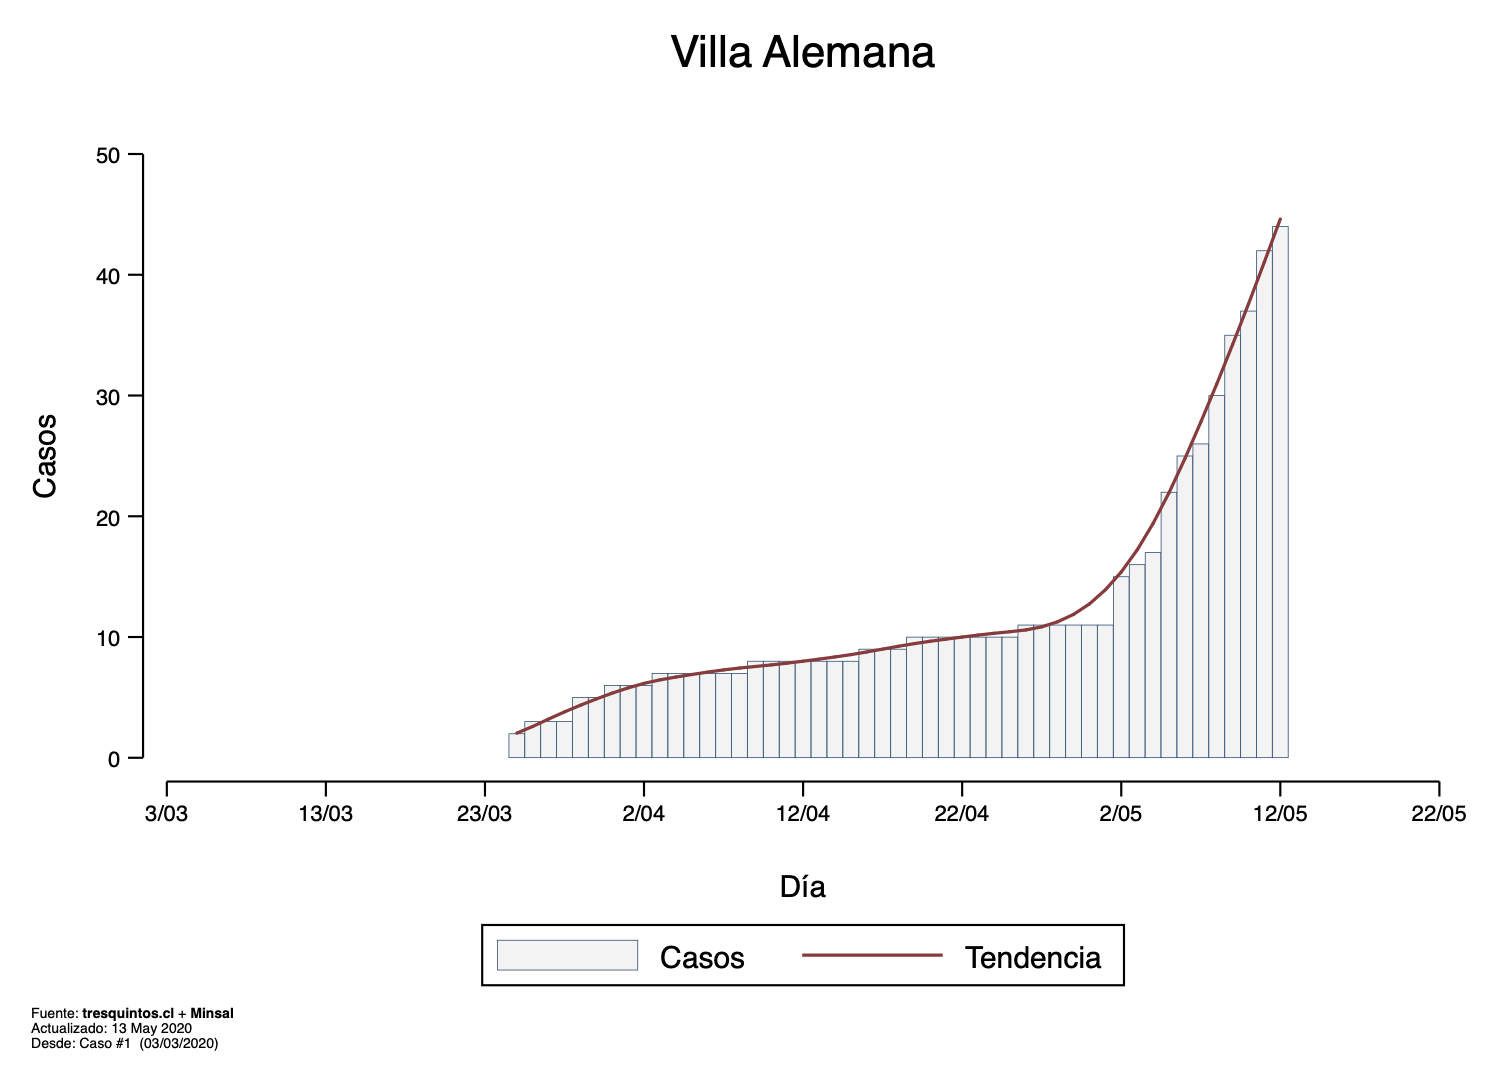 Villa Alemana
50
40
30
20
10
0
Casos
3/03 13/03 23/03 2/04 12/04 22/04 2/05 12/05 22/05
Día
Casos Tendencia
Fuente: tresquintos.cl + Minsal
Actualizado: 13 May 2020
Desde: Caso #1 (03/03/2020)